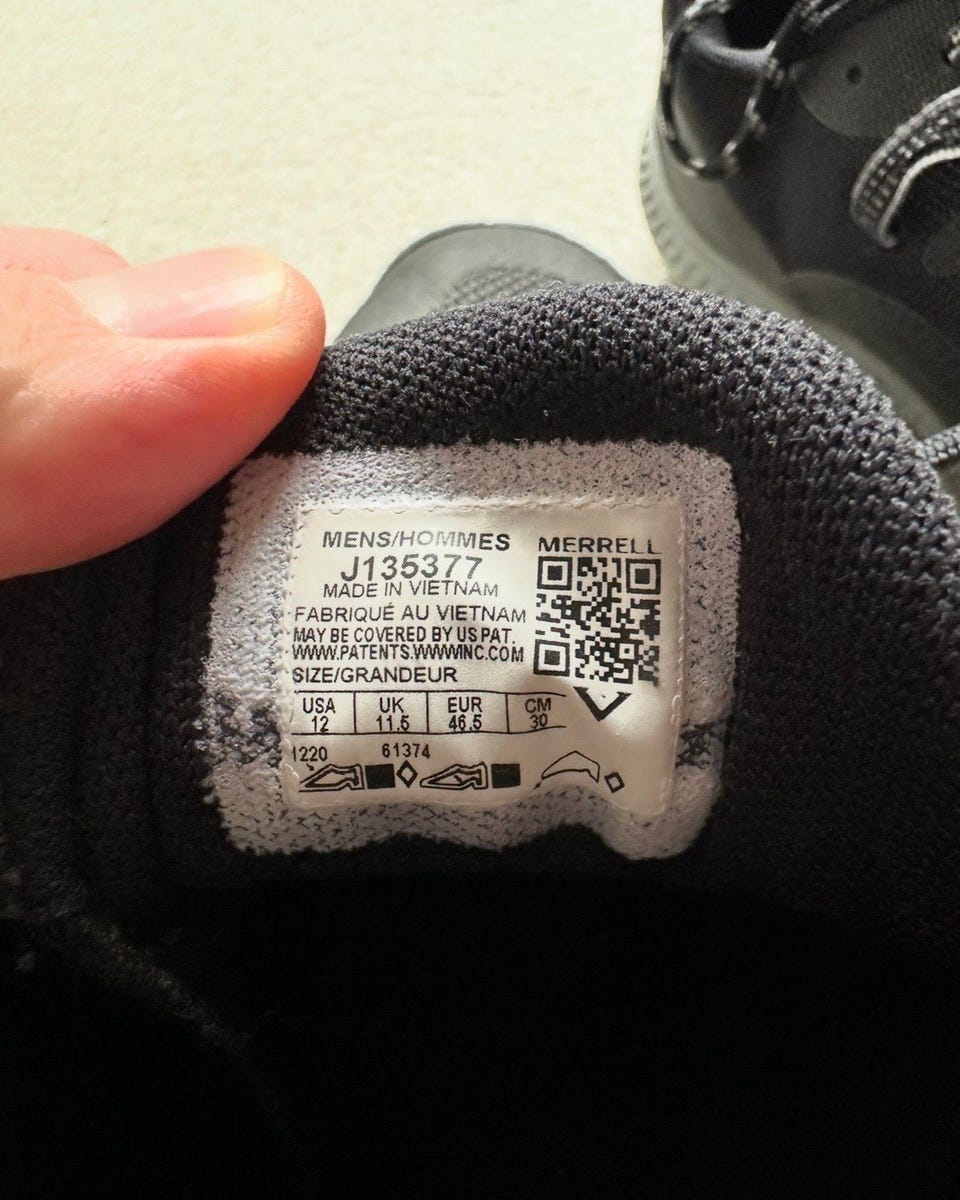 MENS/HOMMES
J135377
MADE IN VIETNAM
FABRIQUÉ AU VIETNAM
MAY BE COVERED BY US PAT.
WWW.PATENTS.WWWINC.COM
SIZE/GRANDEUR
USA UK EUR CM
12 11.5 46.5 30
1220 61374
MERRELL